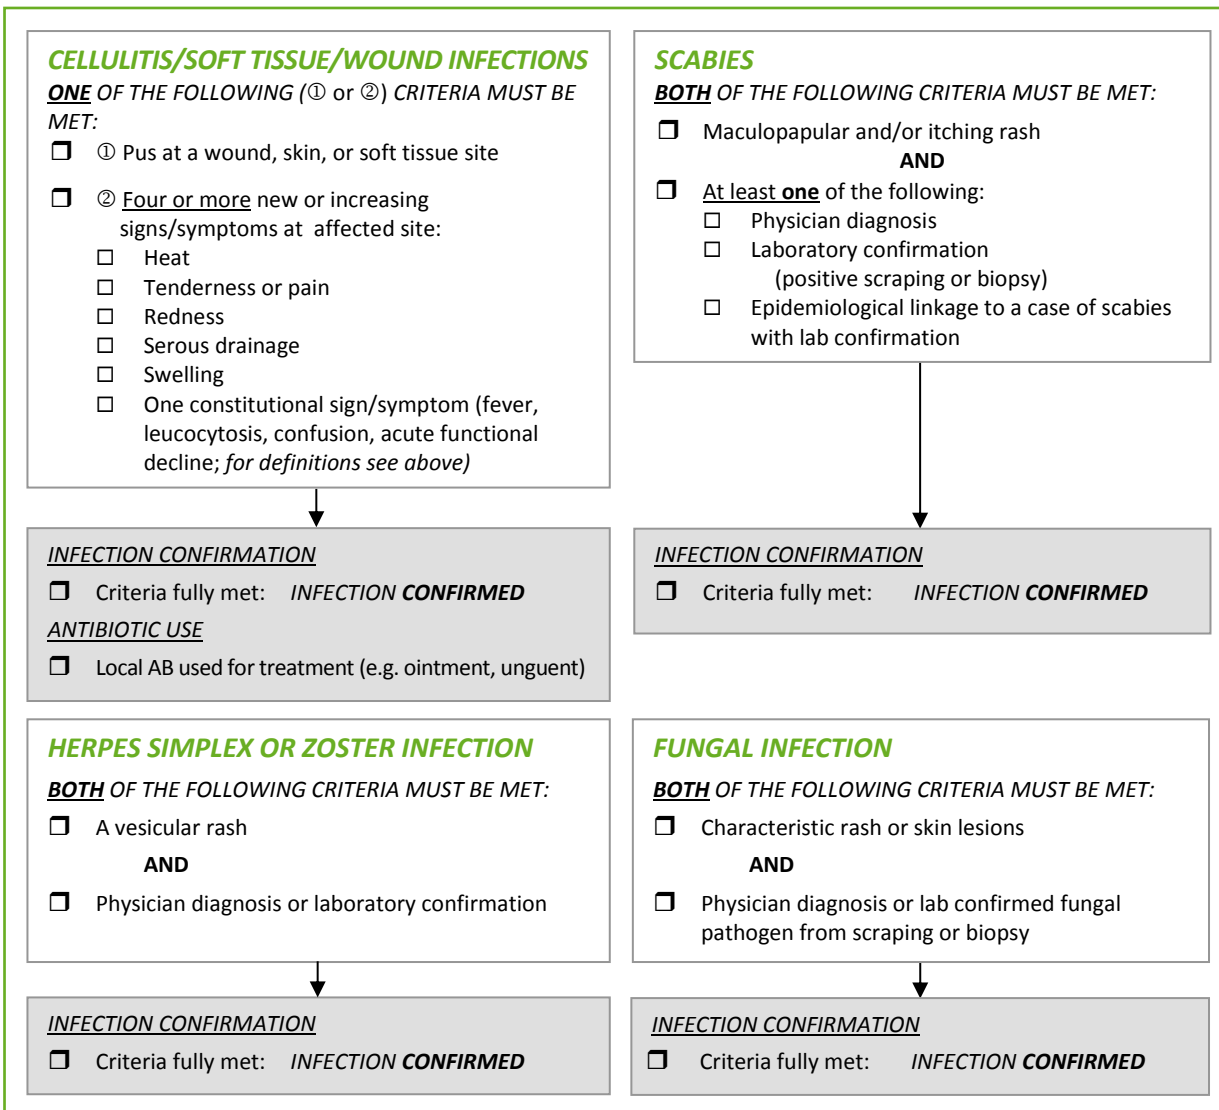 CELLULITIS/SOFT TISSUE/WOUND INFECTIONS
ONE OF THE FOLLOWING (① or ②) CRITERIA MUST BE
MET:
① Pus at a wound, skin, or soft tissue site
② Four or more new or increasing
signs/symptoms at affected site:
Heat
Tenderness or pain
Redness
Serous drainage
Swelling
One constitutional sign/symptom (fever,
leucocytosis, confusion, acute functional
decline; for definitions see above)
INFECTION CONFIRMATION
Criteria fully met: INFECTION CONFIRMED
ANTIBIOTIC USE
Local AB used for treatment (e.g. ointment, unguent)
SCABIES
BOTH OF THE FOLLOWING CRITERIA MUST BE MET:
Maculopapular and/or itching rash
AND
At least one of the following:
Physician diagnosis
Laboratory confirmation
(positive scraping or biopsy)
Epidemiological linkage to a case of scabies
with lab confirmation
INFECTION CONFIRMATION
Criteria fully met: INFECTION CONFIRMED
HERPES SIMPLEX OR ZOSTER INFECTION
BOTH OF THE FOLLOWING CRITERIA MUST BE MET:
A vesicular rash
AND
Physician diagnosis or laboratory confirmation
INFECTION CONFIRMATION
Criteria fully met: INFECTION CONFIRMED
FUNGAL INFECTION
BOTH OF THE FOLLOWING CRITERIA MUST BE MET:
Characteristic rash or skin lesions
AND
Physician diagnosis or lab confirmed fungal
pathogen from scraping or biopsy
INFECTION CONFIRMATION
Criteria fully met: INFECTION CONFIRMED